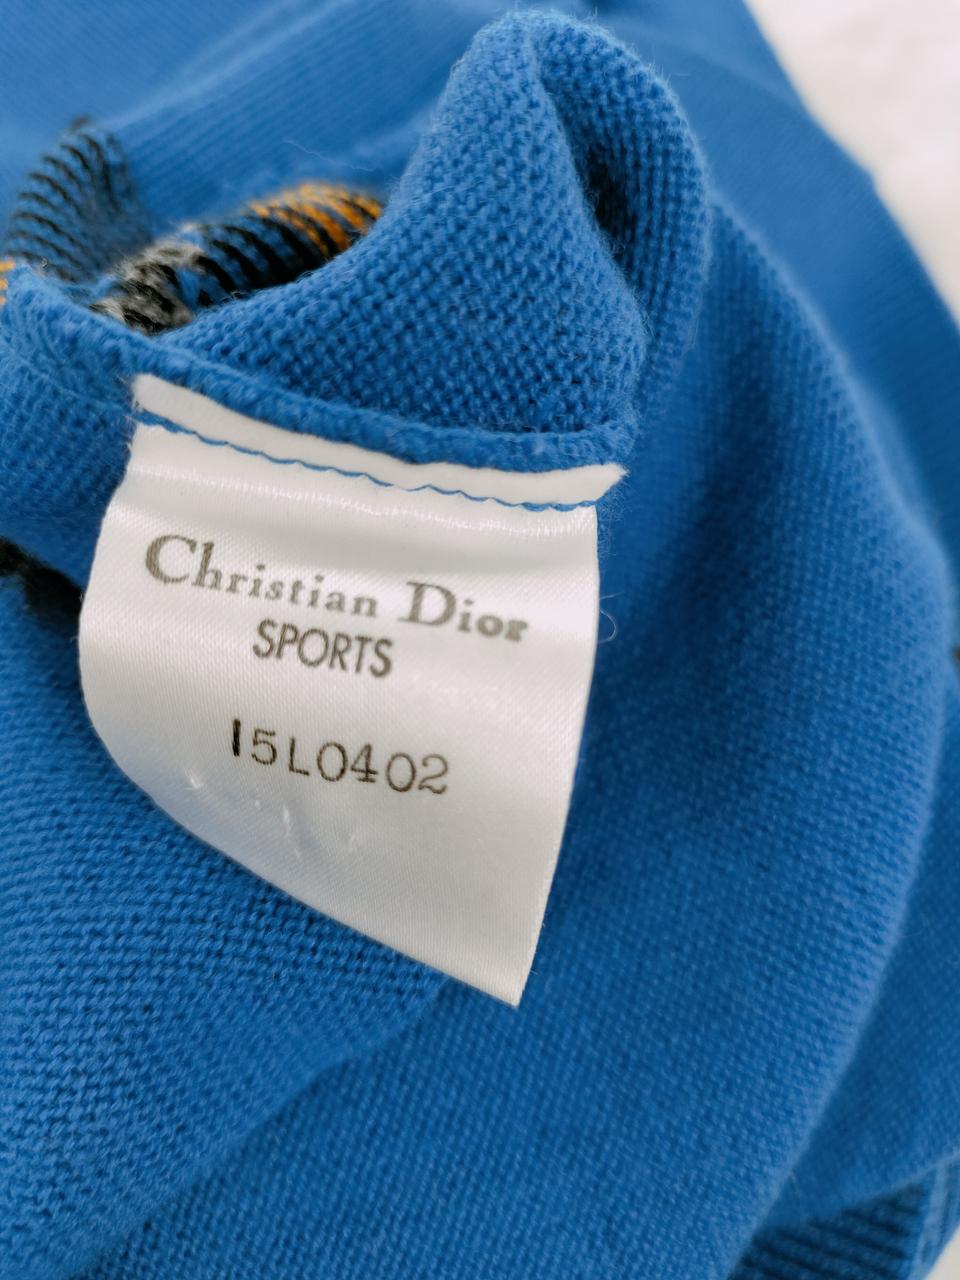 Christian Dior
SPORTS
15L0402